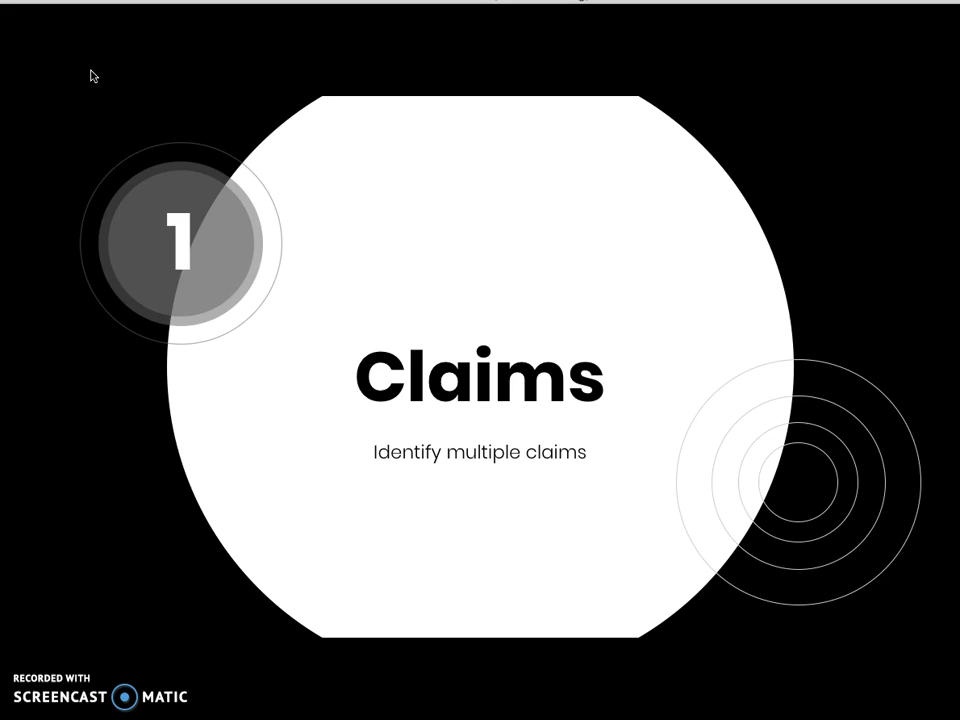 1
Claims
Identify multiple claims
RECORDED WITH
SCREENCAST MATIC